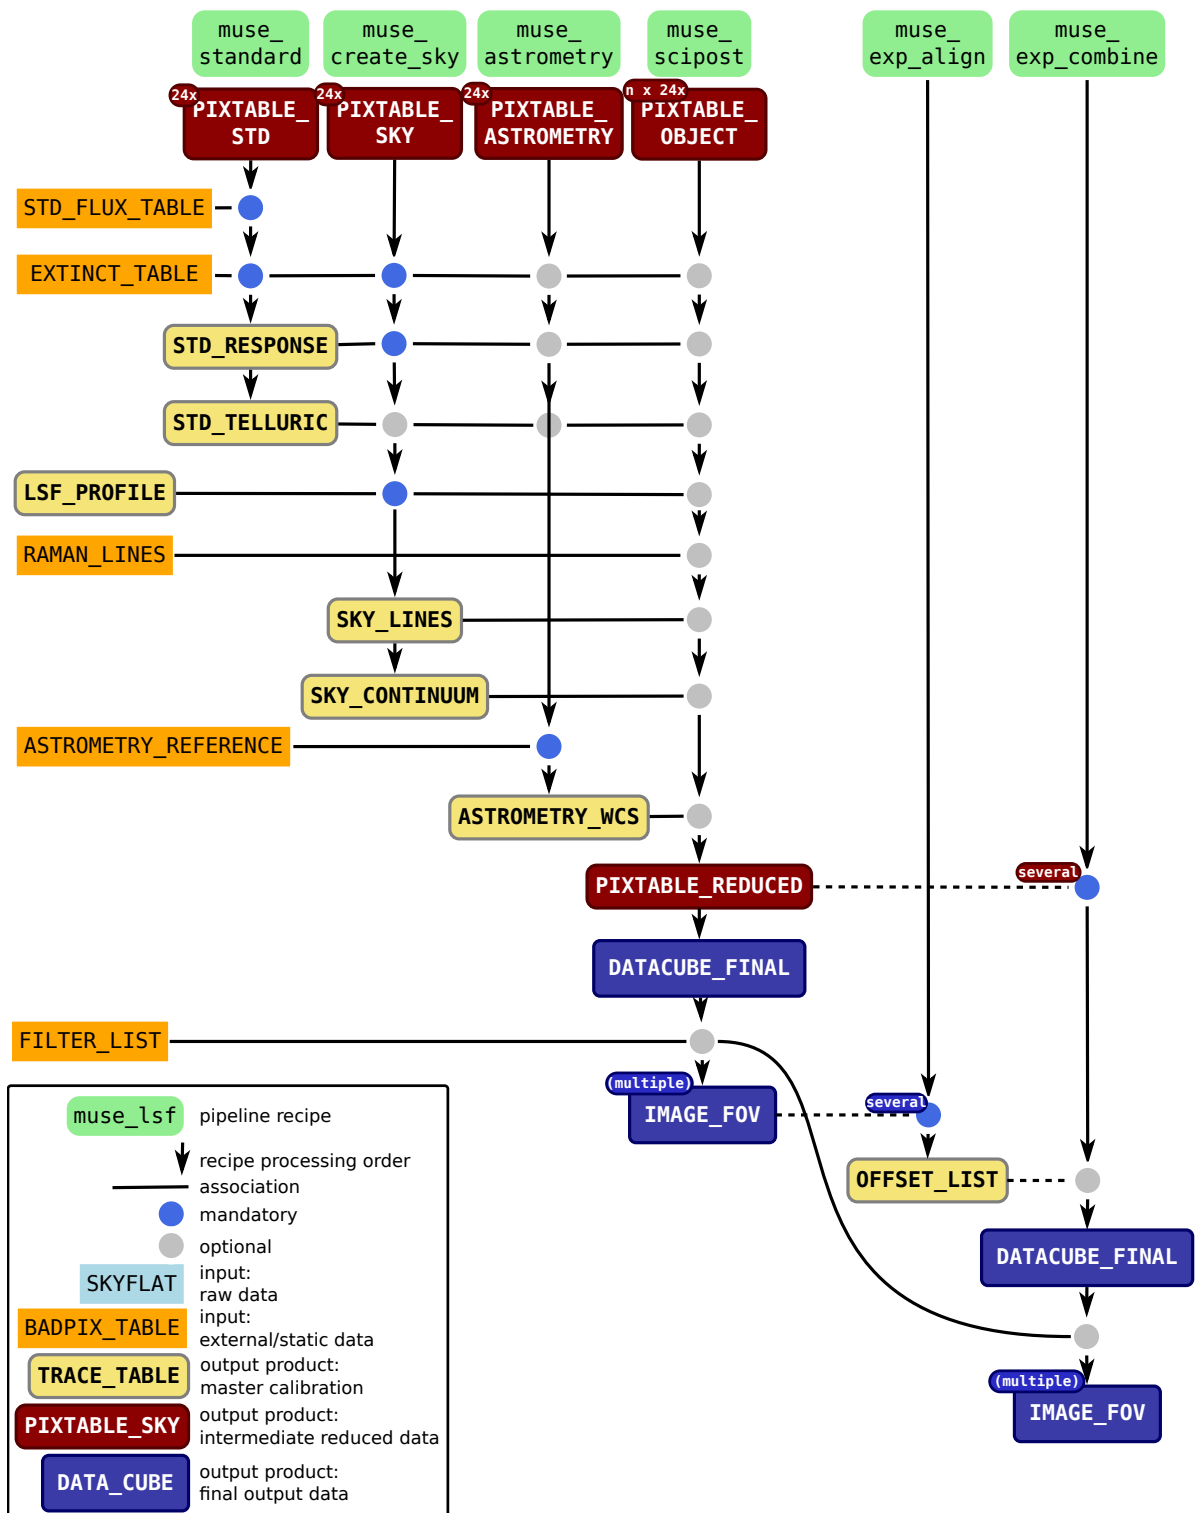 muse_
standard
muse_
create_sky
muse_
astrometry
muse_
scipost
muse_
exp_align
muse_
exp_combine
24x
PIXTABLE_
STD
24x
PIXTABLE_
SKY
24x
PIXTABLE_
ASTROMETRY
n x 24x
PIXTABLE_
OBJECT
STD_FLUX_TABLE
EXTINCT_TABLE
STD_RESPONSE
STD_TELLURIC
LSF_PROFILE
RAMAN_LINES
SKY_LINES
SKY_CONTINUUM
ASTROMETRY_REFERENCE
ASTROMETRY_WCS
PIXTABLE_REDUCED
several
DATACUBE_FINAL
FILTER_LIST
(multiple)
IMAGE_FOV
several
OFFSET_LIST
DATACUBE_FINAL
(multiple)
IMAGE_FOV
muse_lsf
pipeline recipe
recipe processing order
association
mandatory
optional
SKYFLAT
input:
raw data
BADPIX_TABLE
input:
external/static data
TRACE_TABLE
output product:
master calibration
PIXTABLE_SKY
output product:
intermediate reduced data
DATA_CUBE
output product:
final output data